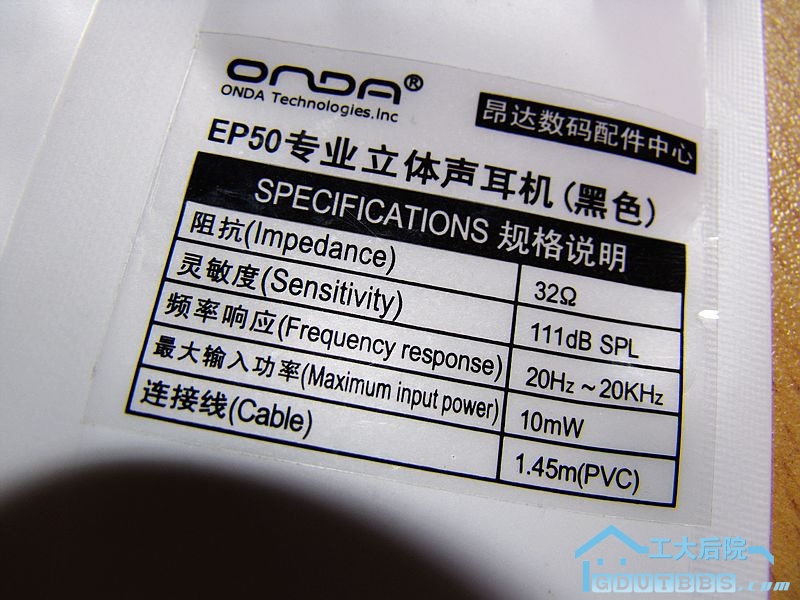 ONDA®
ONDA Technologies.Inc
昂达数码配件中心
EP50专业立体声耳机(黑色)
SPECIFICATIONS 规格说明
阻抗(Impedance) 32Ω
灵敏度(Sensitivity) 111dB SPL
频率响应(Frequency response) 20Hz~20KHz
最大输入功率(Maximum input power) 10mW
连接线(Cable) 1.45m(PVC)
工大后院
GDUTBBS.com